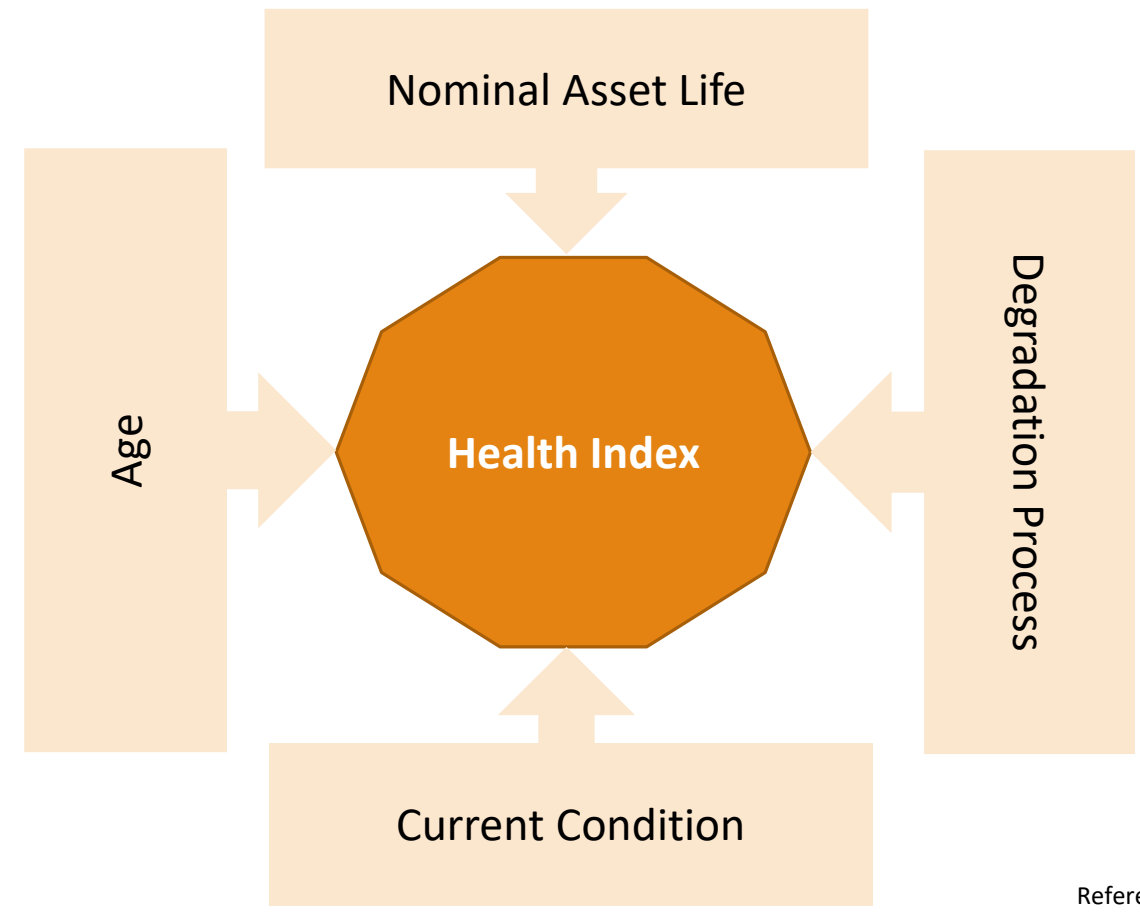 Nominal Asset Life
Age
Health Index
Degradation Process
Current Condition